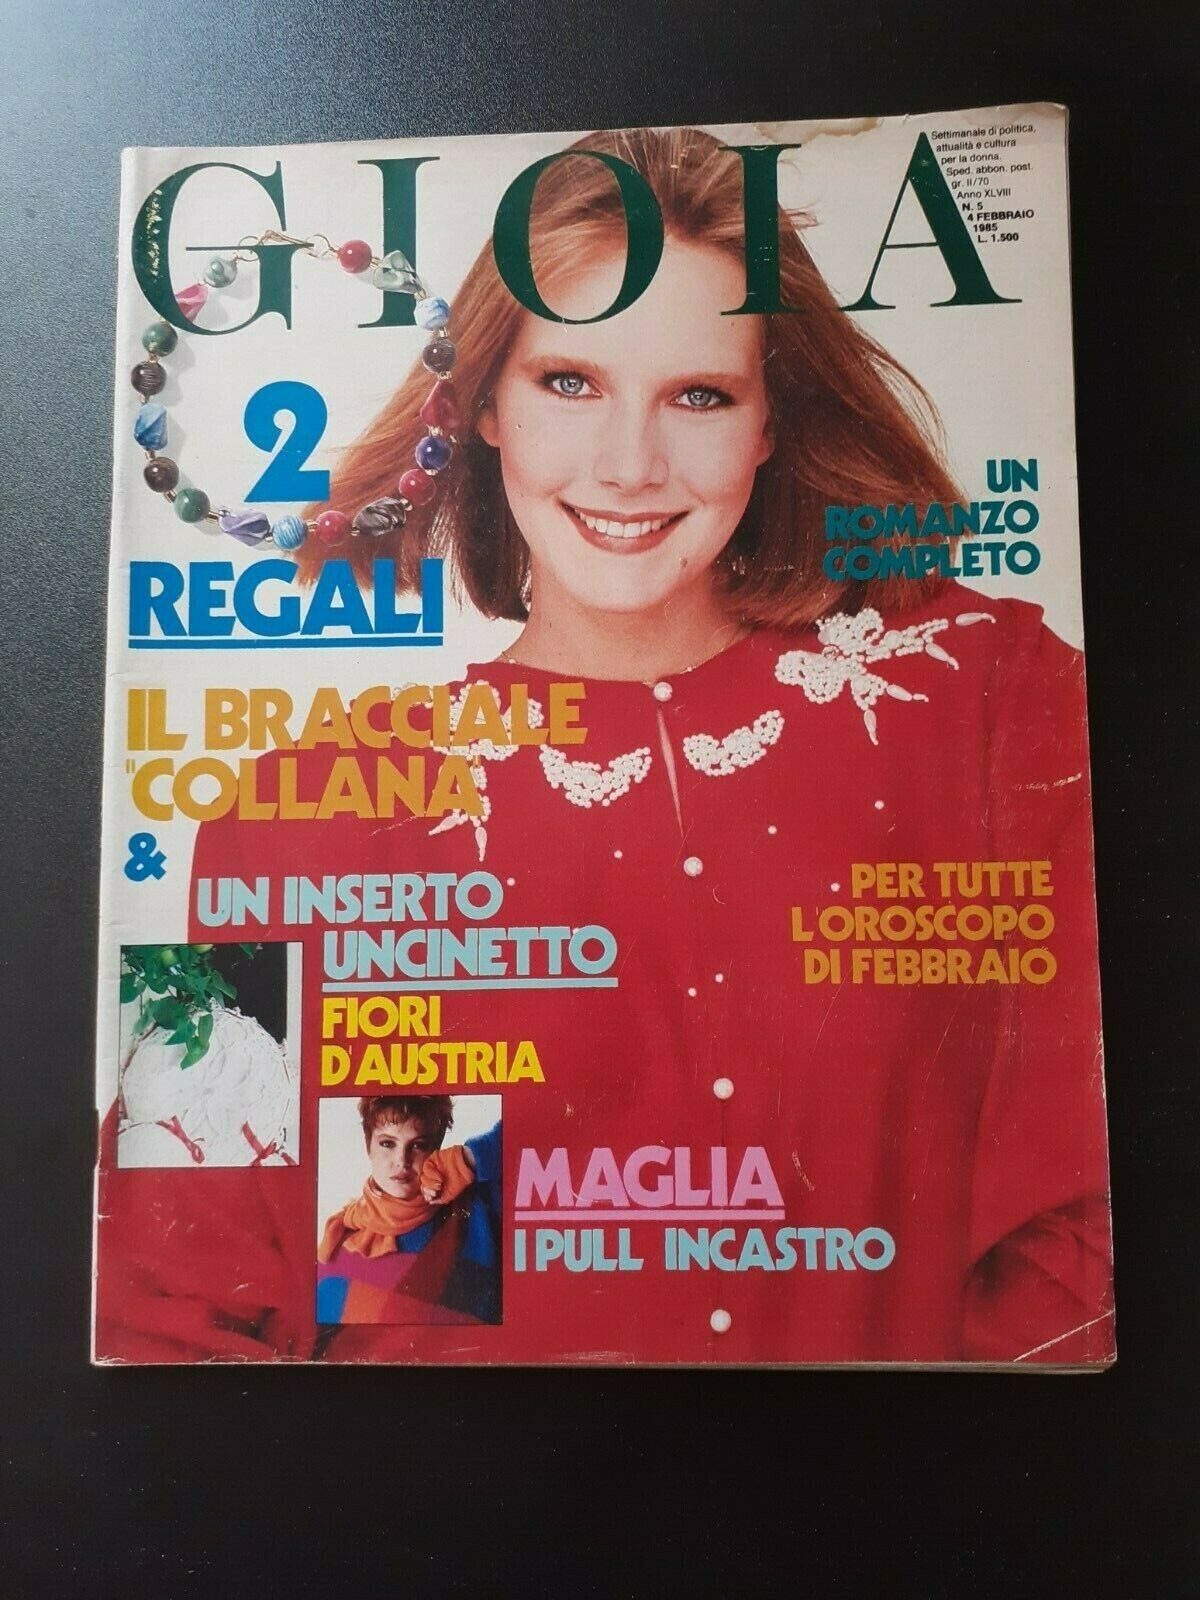 GIOIA
Settimanale di politica,
attualità e cultura
per la donna.
Sped. abbon. post.
gr. II/70
Anno XLVIII
N. 5
4 FEBBRAIO
1985
L. 1.500
2
REGALI
UN
ROMANZO
COMPLETO
IL BRACCIALE
"COLLANA"
&
UN INSERTO
UNCINETTO
FIORI
D'AUSTRIA
PER TUTTE
L'OROSCOPO
DI FEBBRAIO
MAGLIA
I PULL INCASTRO